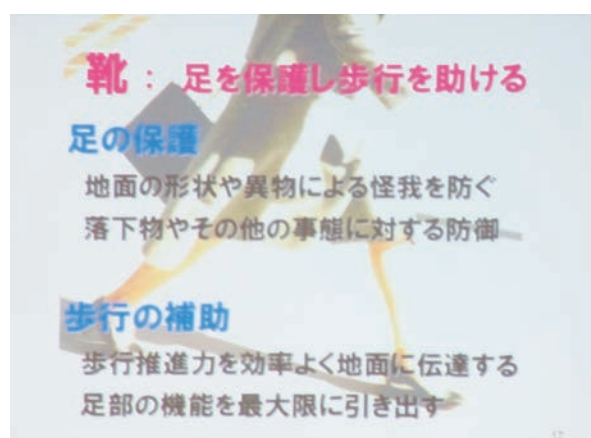 靴： 足を保護し歩行を助ける
足の保護
地面の形状や異物による怪我を防ぐ
落下物やその他の事態に対する防御
歩行の補助
歩行推進力を効率よく地面に伝達する
足部の機能を最大限に引き出す